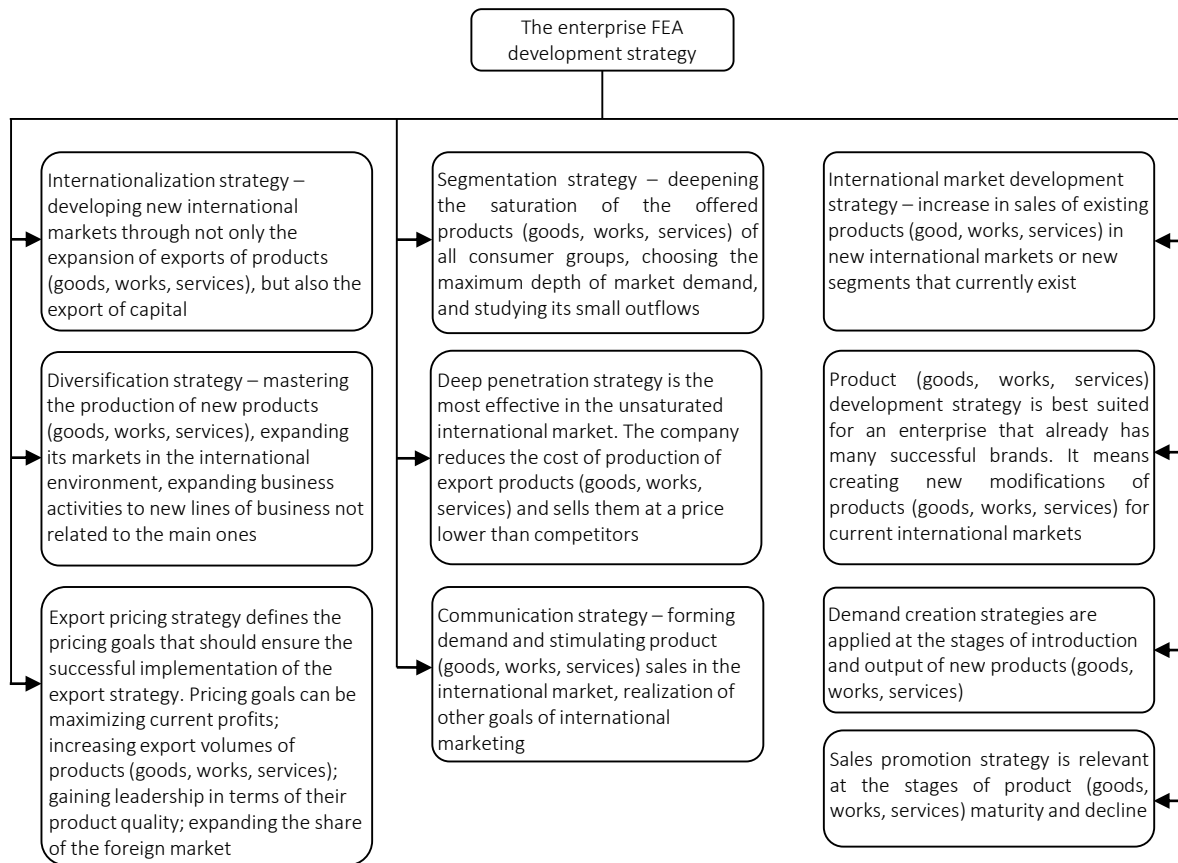 The enterprise FEA
development strategy
Internationalization strategy –
developing new international
markets through not only the
expansion of exports of products
(goods, works, services), but also the
export of capital
Diversification strategy – mastering
the production of new products
(goods, works, services), expanding
its markets in the international
environment, expanding business
activities to new lines of business not
related to the main ones
Export pricing strategy defines the
pricing goals that should ensure the
successful implementation of the
export strategy. Pricing goals can be
maximizing current profits;
increasing export volumes of
products (goods, works, services);
gaining leadership in terms of their
product quality; expanding the share
of the foreign market
Segmentation strategy – deepening
the saturation of the offered
products (goods, works, services) of
all consumer groups, choosing the
maximum depth of market demand,
and studying its small outflows
Deep penetration strategy is the
most effective in the unsaturated
international market. The company
reduces the cost of production of
export products (goods, works,
services) and sells them at a price
lower than competitors
Communication strategy – forming
demand and stimulating product
(goods, works, services) sales in the
international market, realization of
other goals of international
marketing
International market development
strategy – increase in sales of existing
products (good, works, services) in
new international markets or new
segments that currently exist
Product (goods, works, services)
development strategy is best suited
for an enterprise that already has
many successful brands. It means
creating new modifications of
products (goods, works, services) for
current international markets
Demand creation strategies are
applied at the stages of introduction
and output of new products (goods,
works, services)
Sales promotion strategy is relevant
at the stages of product (goods,
works, services) maturity and decline